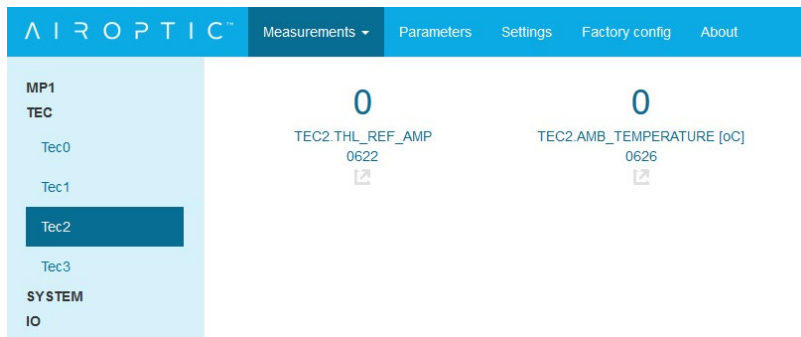 AIROPTIC™ Measurements Parameters Settings Factory config About
MP1
TEC
Tec0
Tec1
Tec2
Tec3
SYSTEM
IO
0
TEC2.THL_REF_AMP
0622
0
TEC2.AMB_TEMPERATURE [oC]
0626